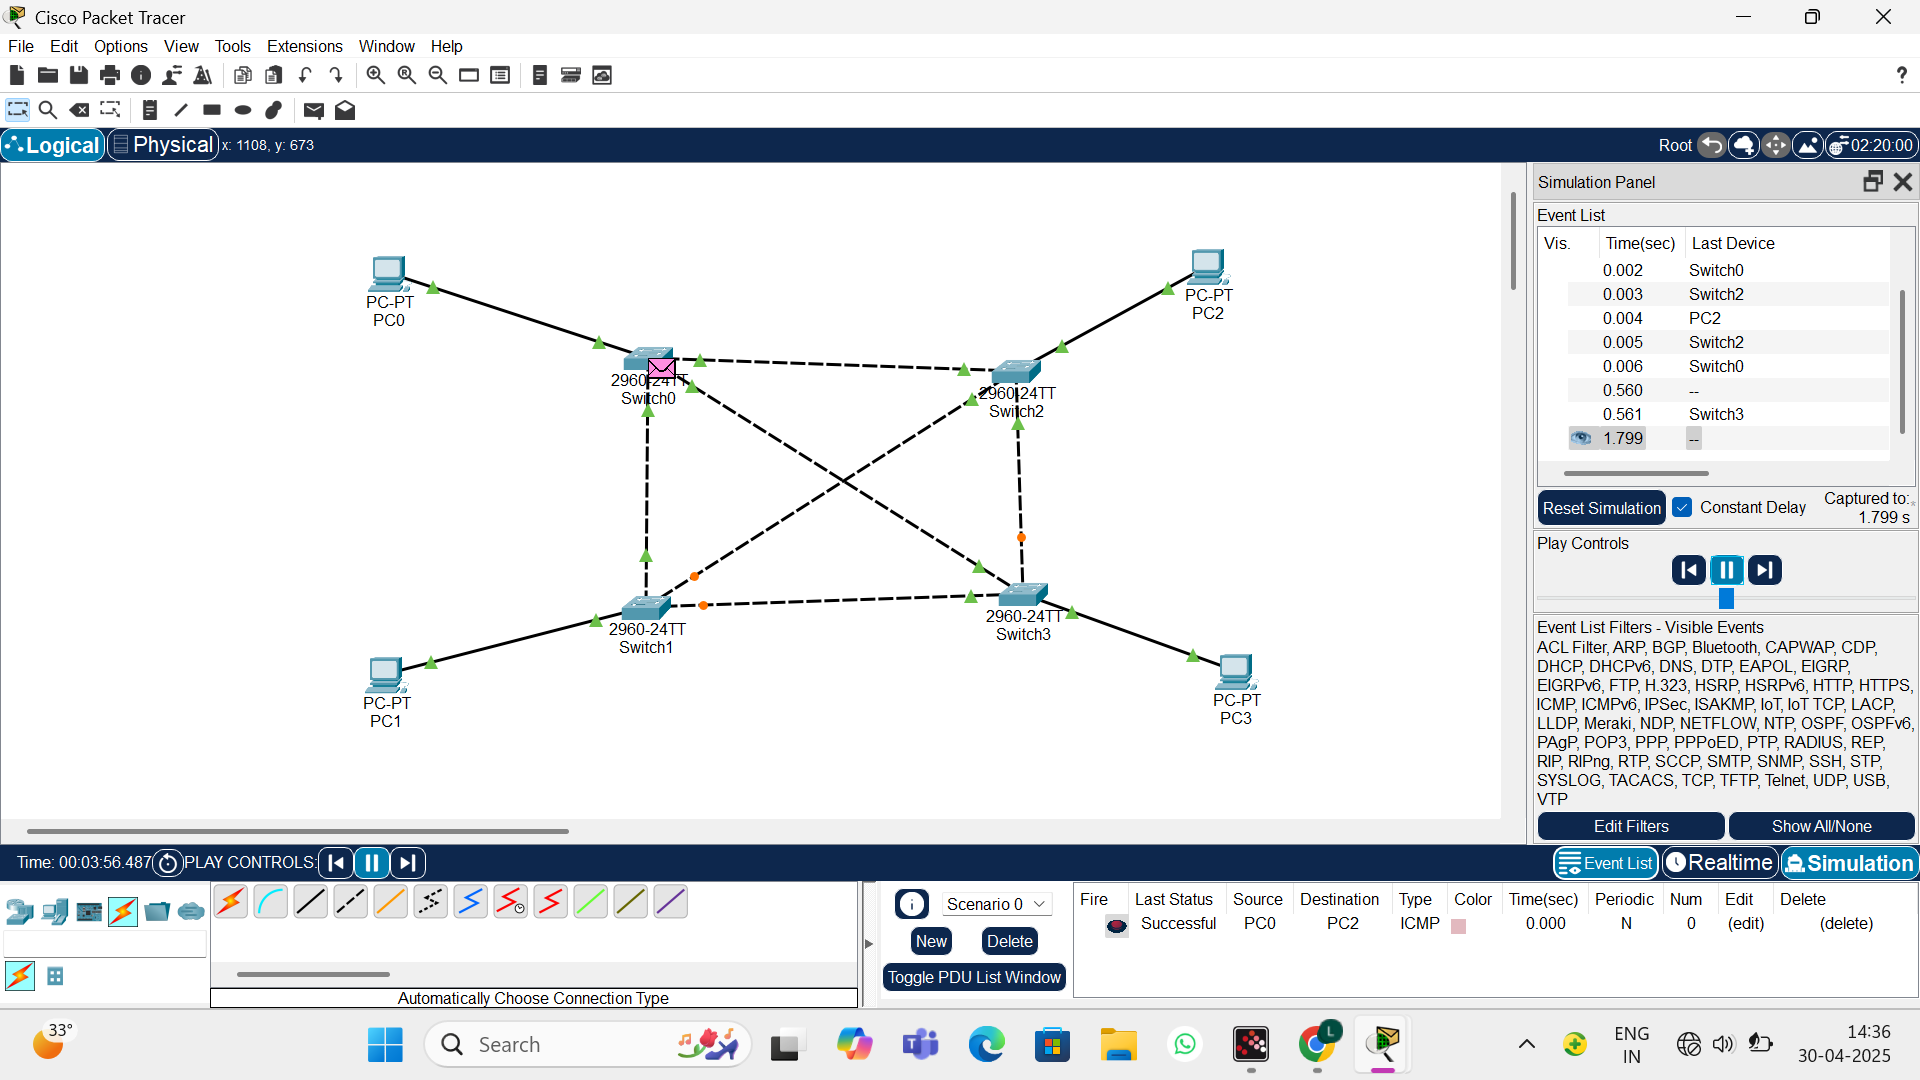 Cisco Packet Tracer
File Edit Options View Tools Extensions Window Help
Logical Physical x: 1108, y: 673 Root 02:20:00
Simulation Panel
Event List
Vis. Time(sec) Last Device
0.002 Switch0
0.003 Switch2
0.004 PC2
0.005 Switch2
0.006 Switch0
0.560 --
0.561 Switch3
1.799 --
Reset Simulation Constant Delay Captured to:
1.799 s
Play Controls
Event List Filters - Visible Events
ACL Filter, ARP, BGP, Bluetooth, CAPWAP, CDP,
DHCP, DHCPv6, DNS, DTP, EAPOL, EIGRP,
EIGRPv6, FTP, H.323, HSRP, HSRPv6, HTTP, HTTPS,
ICMP, ICMPv6, IPSec, ISAKMP, IoT, IoT TCP, LACP,
LLDP, Meraki, NDP, NETFLOW, NTP, OSPF, OSPFv6,
PAgP, POP3, PPP, PPPoED, PTP, RADIUS, REP,
RIP, RIPng, RTP, SCCP, SMTP, SNMP, SSH, STP,
SYSLOG, TACACS, TCP, TFTP, Telnet, UDP, USB,
VTP
Edit Filters Show All/None
PC-PT
PC0
PC-PT
PC2
2960-24TT
Switch0
2960-24TT
Switch2
2960-24TT
Switch1
2960-24TT
Switch3
PC-PT
PC1
PC-PT
PC3
Time: 00:03:56.487 PLAY CONTROLS: Event List Realtime Simulation
Scenario 0
New Delete
Toggle PDU List Window
Fire Last Status Source Destination Type Color Time(sec) Periodic Num Edit Delete
Successful PC0 PC2 ICMP 0.000 N 0 (edit) (delete)
Automatically Choose Connection Type
33°
Search
L
ENG
IN
14:36
30-04-2025